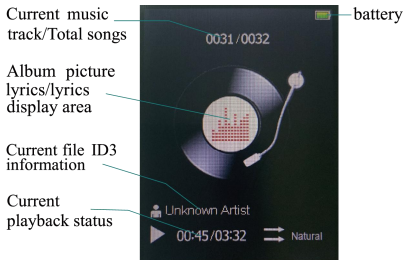 Current music
track/Total songs
battery
0031/0032
Album picture
lyrics/lyrics
display area
Current file ID3
information
Unknown Artist
Current
playback status
00:45/03:32
Natural